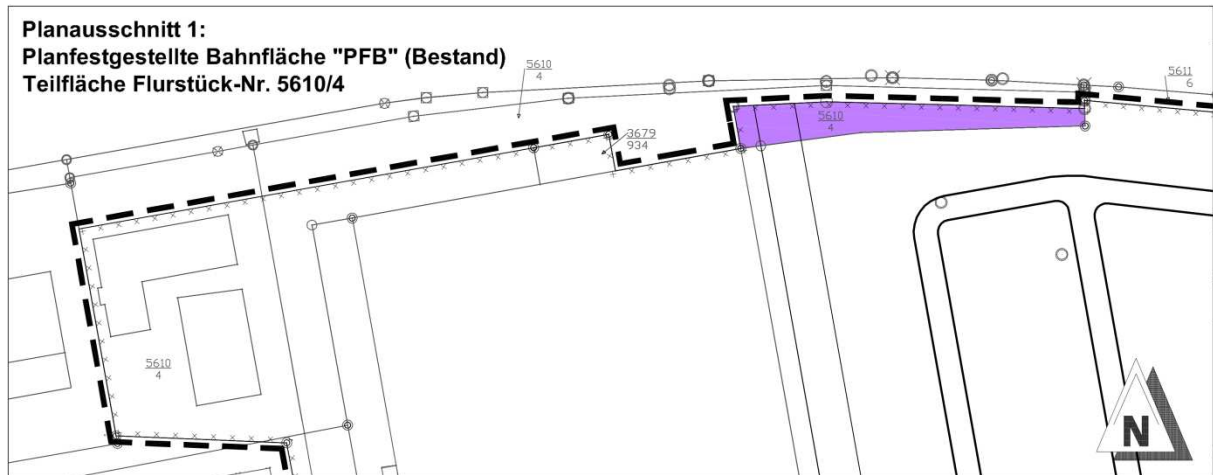 Planausschnitt 1:
Planfestgestellte Bahnfläche "PFB" (Bestand)
Teilfläche Flurstück-Nr. 5610/4
5610
4
5611
6
5610
4
3679
934
5610
4
N